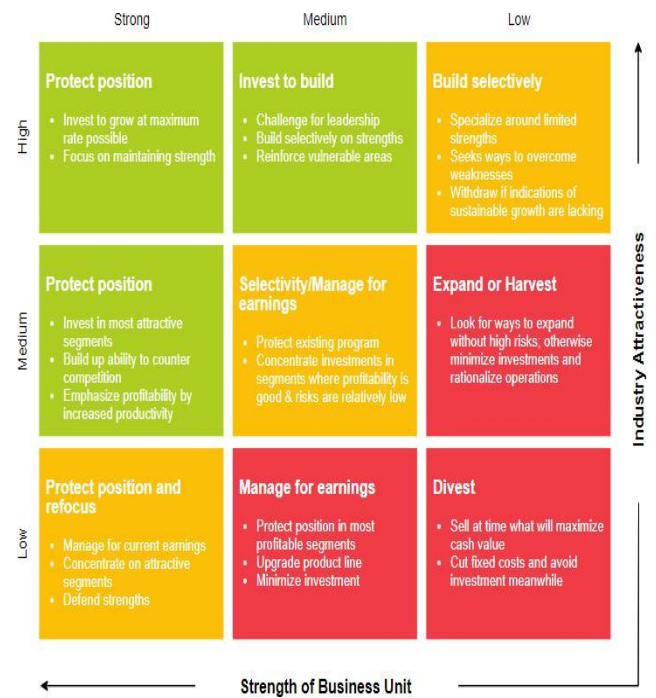 Strong
Medium
Low
High
Protect position
• Invest to grow at maximum
rate possible
• Focus on maintaining strength
Invest to build
• Challenge for leadership
• Build selectively on strengths
• Reinforce vulnerable areas
Build selectively
• Specialize around limited
strengths
• Seeks ways to overcome
weaknesses
• Withdraw if indications of
sustainable growth are lacking
Medium
Protect position
• Invest in most attractive
segments
• Build up ability to counter
competition
• Emphasize profitability by
increased productivity
Selectivity/Manage for
earnings
• Protect existing program
• Concentrate investments in
segments where profitability is
good & risks are relatively low
Expand or Harvest
• Look for ways to expand
without high risks; otherwise
minimize investments and
rationalize operations
Low
Protect position and
refocus
• Manage for current earnings
• Concentrate on attractive
segments
• Defend strengths
Manage for earnings
• Protect position in most
profitable segments
• Upgrade product line
• Minimize investment
Divest
• Sell at time what will maximize
cash value
• Cut fixed costs and avoid
investment meanwhile
Industry Attractiveness
Strength of Business Unit